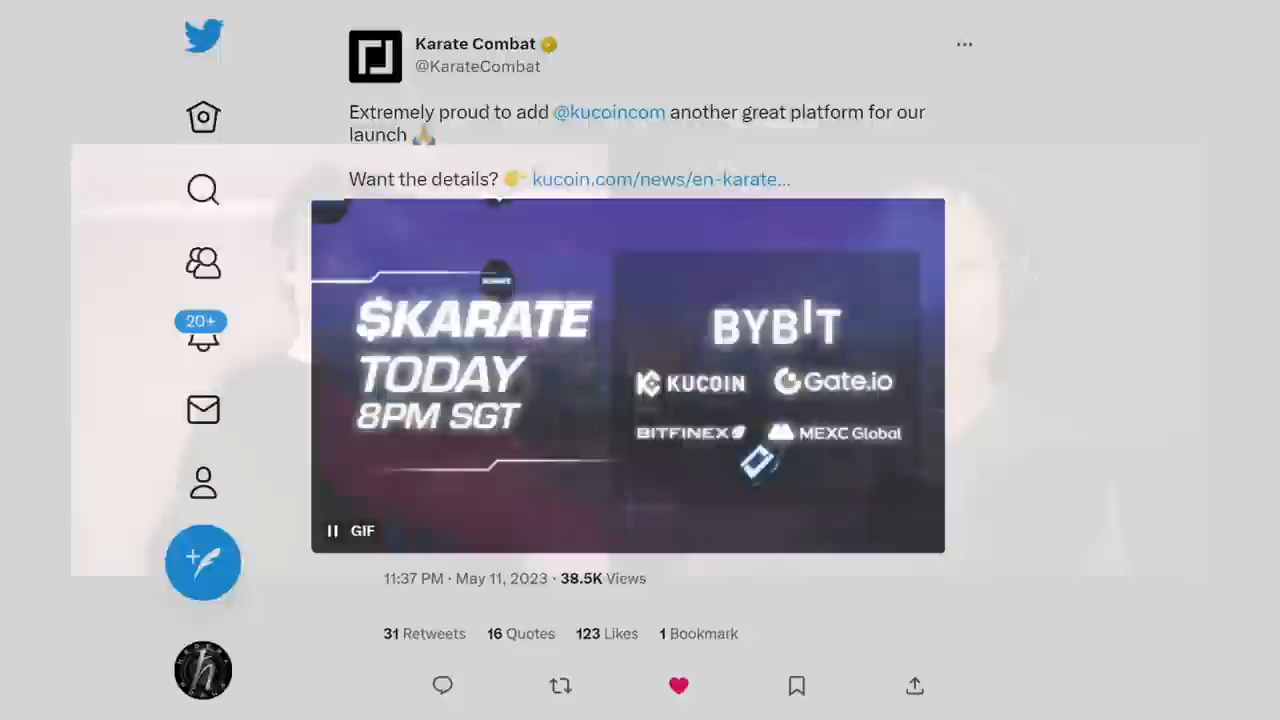 Karate Combat
@KarateCombat
Extremely proud to add @kucoincom another great platform for our
launch 🙏
Want the details? 👉 kucoin.com/news/en-karate...
$KARATE
TODAY
8PM SGT
BYBIT
KUCOIN
Gate.io
BITFINEX
MEXC Global
GIF
20+
11:37 PM · May 11, 2023 · 38.5K Views
31 Retweets 16 Quotes 123 Likes 1 Bookmark